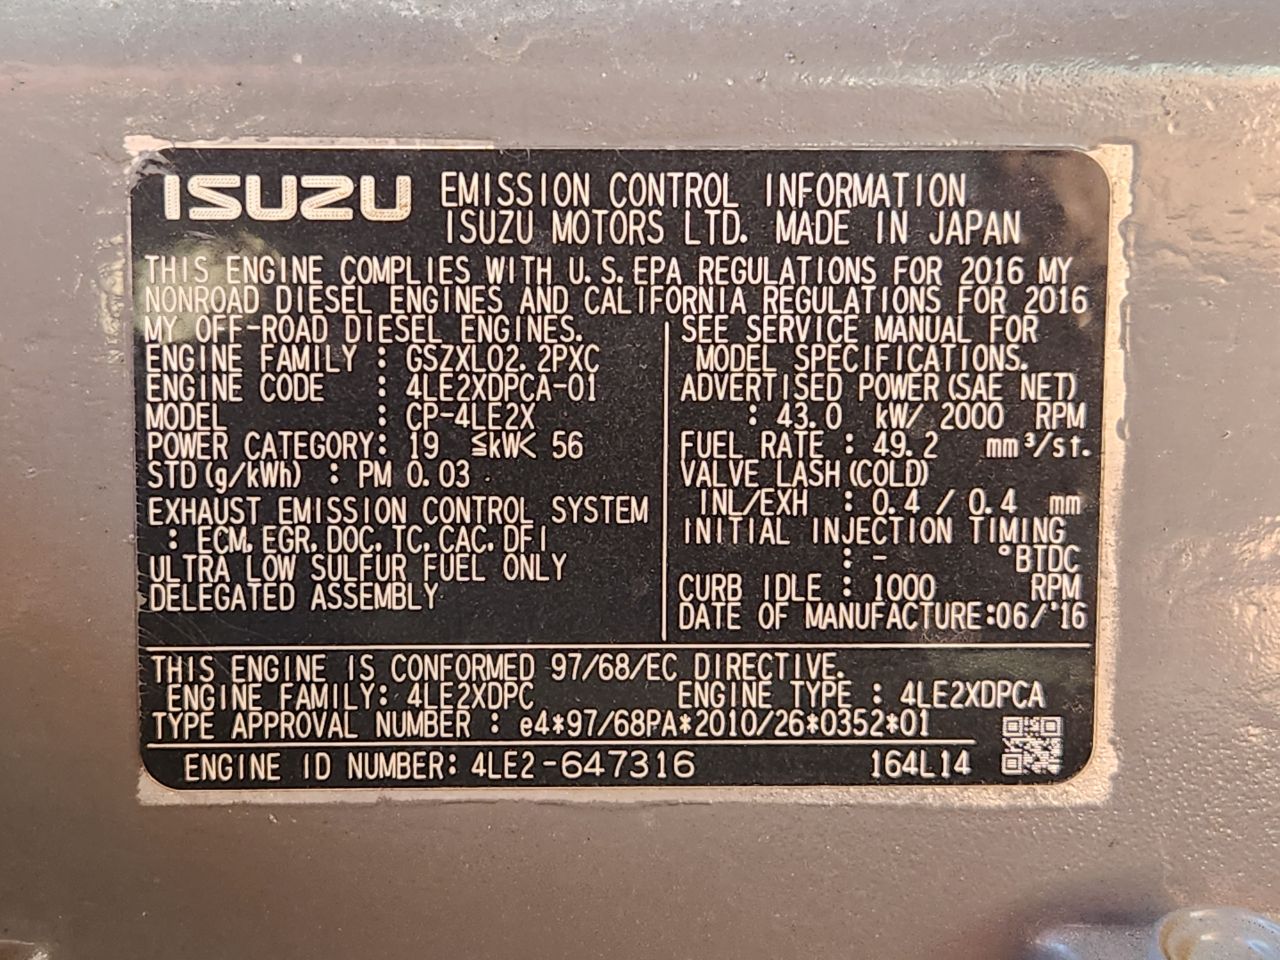 ISUZU EMISSION CONTROL INFORMATION
ISUZU MOTORS LTD. MADE IN JAPAN
THIS ENGINE COMPLIES WITH U.S.EPA REGULATIONS FOR 2016 MY
NONROAD DIESEL ENGINES AND CALIFORNIA REGULATIONS FOR 2016
MY OFF-ROAD DIESEL ENGINES.
ENGINE FAMILY : GSZXL02.2PXC
ENGINE CODE : 4LE2XDPCA-01
MODEL : CP-4LE2X
POWER CATEGORY: 19 ≦kW< 56
STD(g/kWh) : PM 0.03
EXHAUST EMISSION CONTROL SYSTEM
: ECM, EGR, DOC, TC, CAC, DFI
ULTRA LOW SULFUR FUEL ONLY
DELEGATED ASSEMBLY
SEE SERVICE MANUAL FOR
MODEL SPECIFICATIONS.
ADVERTISED POWER(SAE NET)
: 43.0 kW/ 2000 RPM
FUEL RATE : 49.2 mm³/st.
VALVE LASH(COLD)
INL/EXH : 0.4 / 0.4 mm
INITIAL INJECTION TIMING
: - °BTDC
CURB IDLE : 1000 RPM
DATE OF MANUFACTURE:06/'16
THIS ENGINE IS CONFORMED 97/68/EC DIRECTIVE.
ENGINE FAMILY: 4LE2XDPC ENGINE TYPE : 4LE2XDPCA
TYPE APPROVAL NUMBER : e4*97/68PA*2010/26*0352*01
ENGINE ID NUMBER: 4LE2-647316 164L14